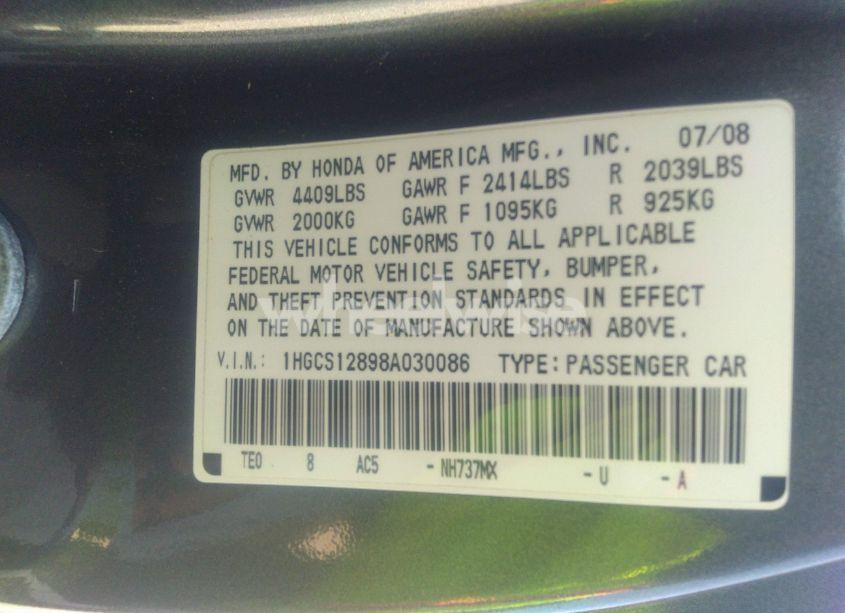 MFD. BY HONDA OF AMERICA MFG., INC. 07/08
GVWR 4409LBS GAWR F 2414LBS R 2039LBS
GVWR 2000KG GAWR F 1095KG R 925KG
THIS VEHICLE CONFORMS TO ALL APPLICABLE
FEDERAL MOTOR VEHICLE SAFETY, BUMPER,
AND THEFT PREVENTION STANDARDS IN EFFECT
ON THE DATE OF MANUFACTURE SHOWN ABOVE.
V.I.N.: 1HGCS12898A030086 TYPE: PASSENGER CAR
TE0 8 AC5 - NH737MX - U - A
wheelwise